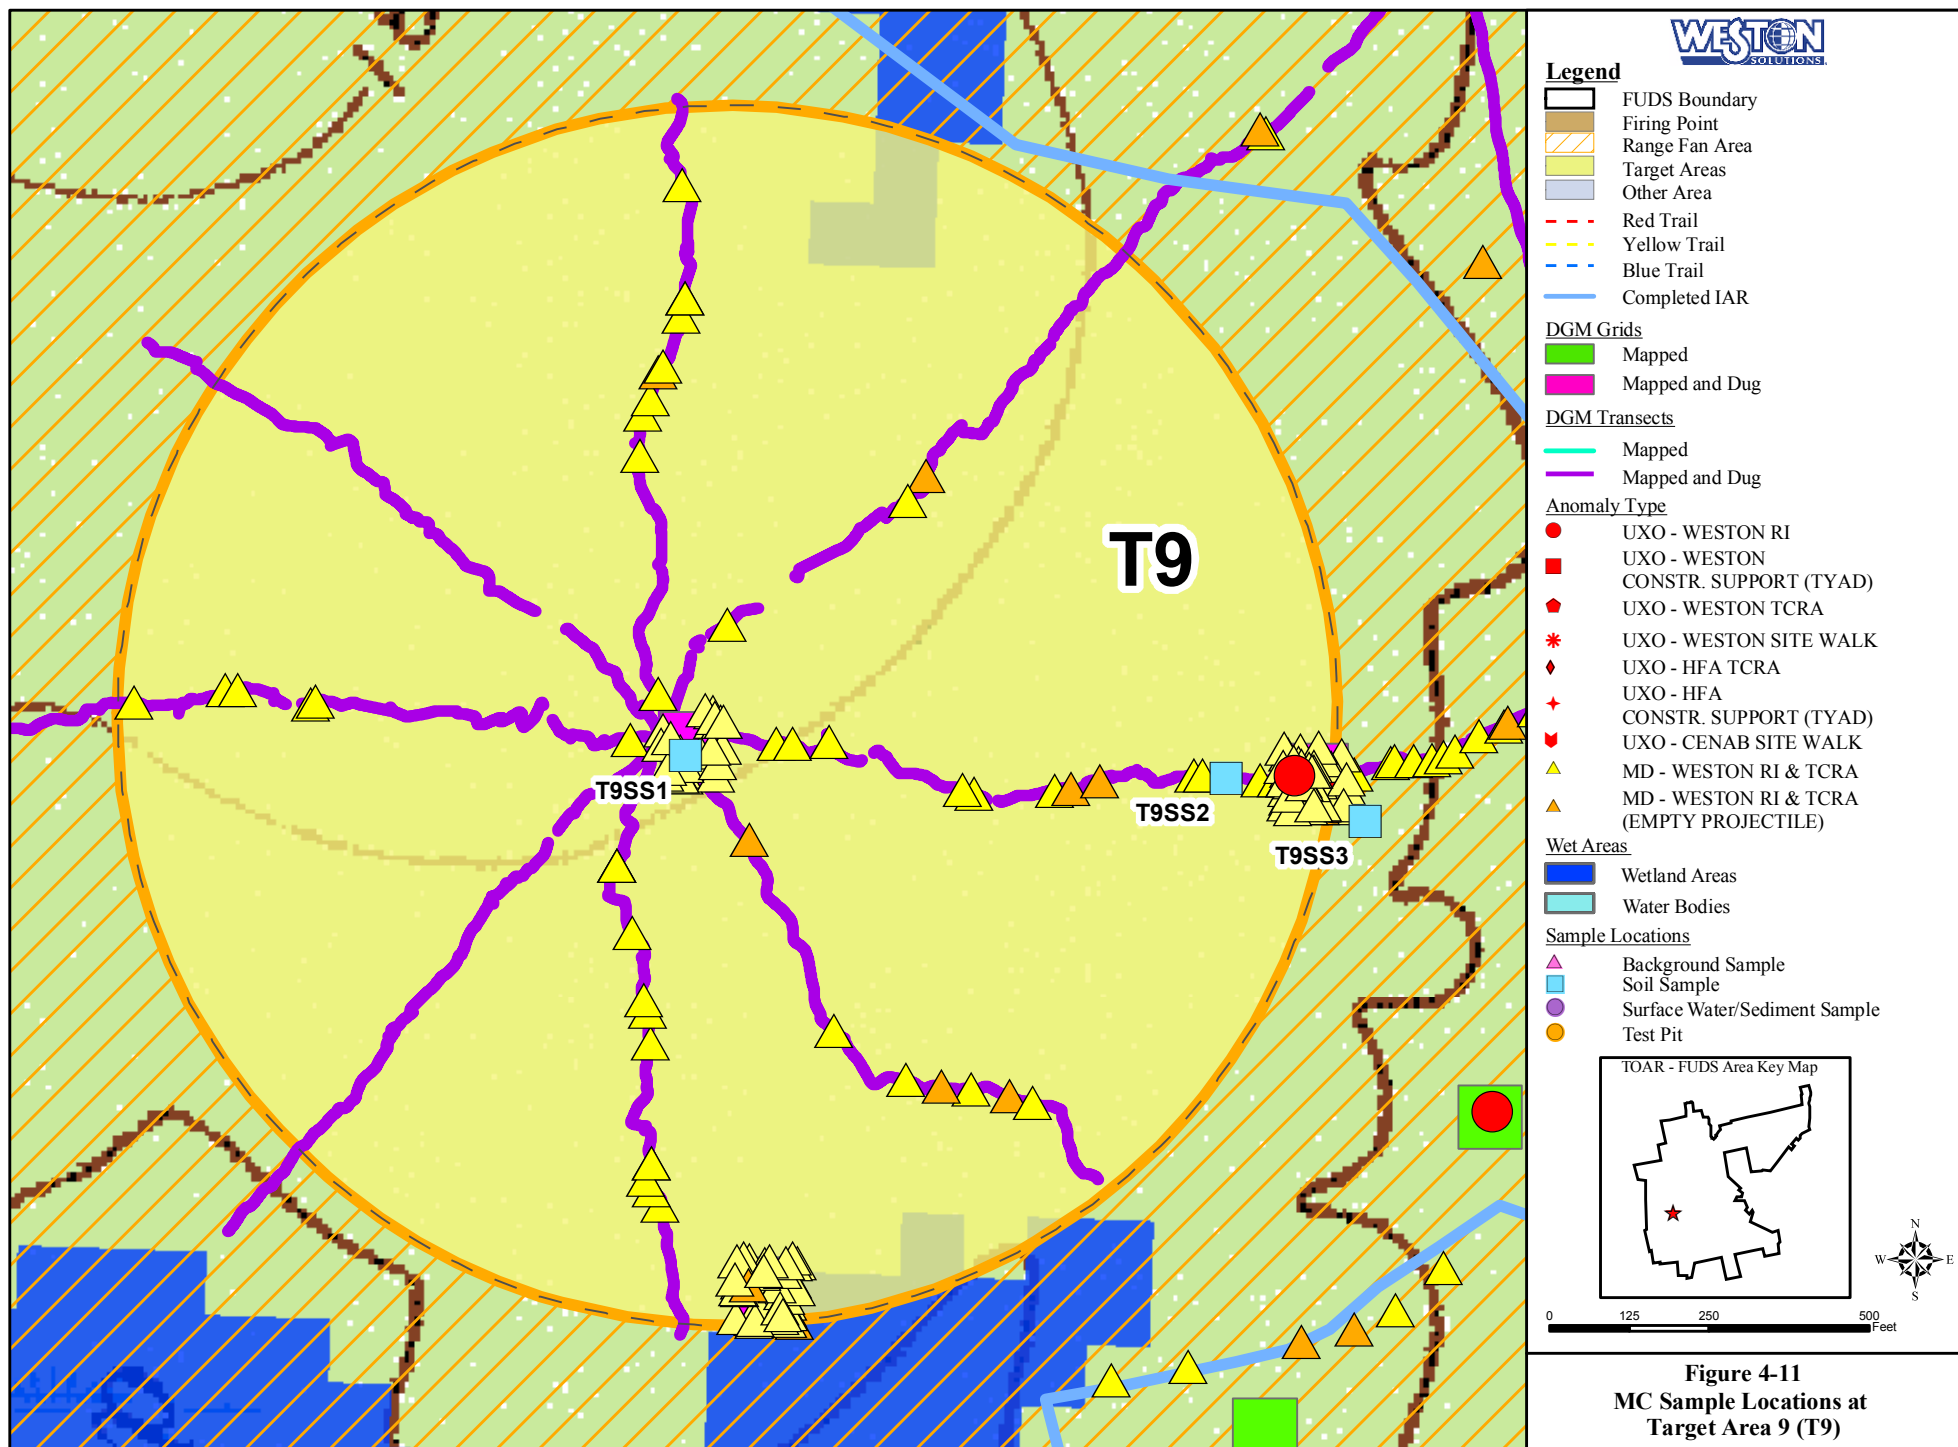 T9
T9SS1
T9SS2
T9SS3
WESTON
SOLUTIONS
Legend
FUDS Boundary
Firing Point
Range Fan Area
Target Areas
Other Area
Red Trail
Yellow Trail
Blue Trail
Completed IAR
DGM Grids
Mapped
Mapped and Dug
DGM Transects
Mapped
Mapped and Dug
Anomaly Type
UXO - WESTON RI
UXO - WESTON
CONSTR. SUPPORT (TYAD)
UXO - WESTON TCRA
UXO - WESTON SITE WALK
UXO - HFA TCRA
UXO - HFA
CONSTR. SUPPORT (TYAD)
UXO - CENAB SITE WALK
MD - WESTON RI & TCRA
MD - WESTON RI & TCRA
(EMPTY PROJECTILE)
Wet Areas
Wetland Areas
Water Bodies
Sample Locations
Background Sample
Soil Sample
Surface Water/Sediment Sample
Test Pit
TOAR - FUDS Area Key Map
N
W E
S
0 125 250 500
Feet
Figure 4-11
MC Sample Locations at
Target Area 9 (T9)